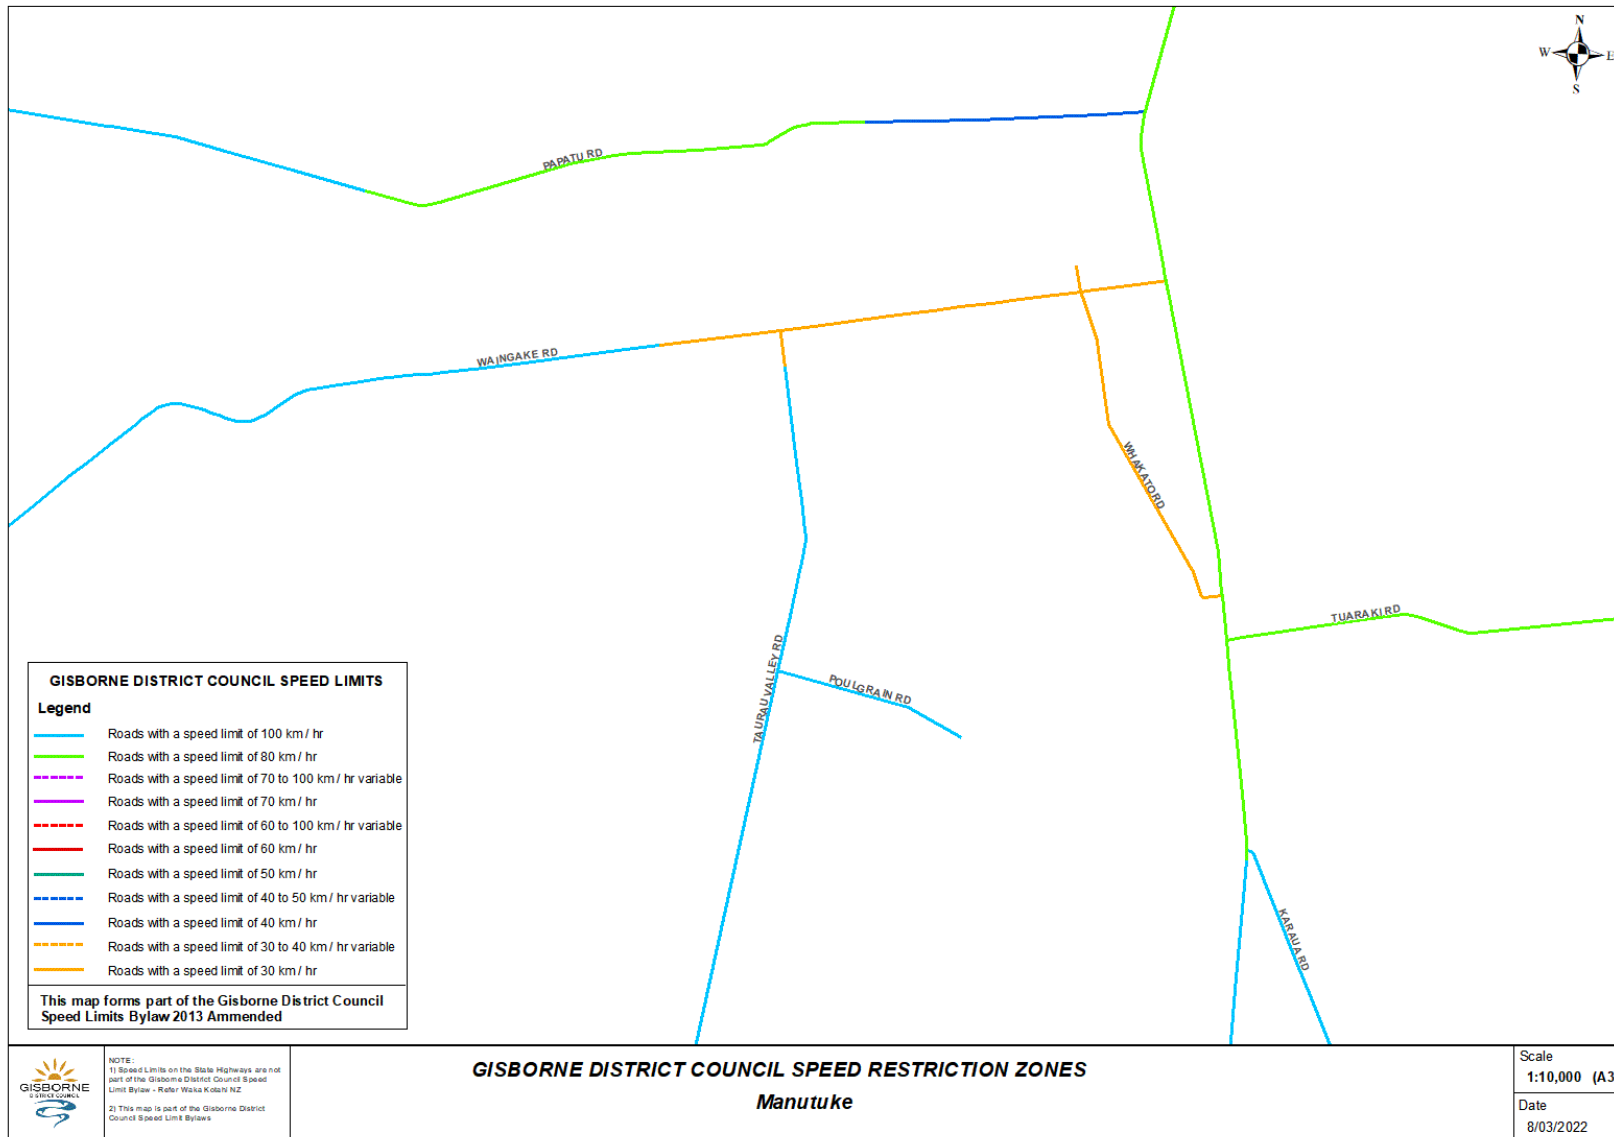 N
W
E
S
PAPATU RD
WAINGAKE RD
WHAKATO RD
TUARAKI RD
TAURAU VALLEY RD
POULGRAIN RD
KARAUA RD
GISBORNE DISTRICT COUNCIL SPEED LIMITS
Legend
Roads with a speed limit of 100 km / hr
Roads with a speed limit of 80 km / hr
Roads with a speed limit of 70 to 100 km / hr variable
Roads with a speed limit of 70 km / hr
Roads with a speed limit of 60 to 100 km / hr variable
Roads with a speed limit of 60 km / hr
Roads with a speed limit of 50 km / hr
Roads with a speed limit of 40 to 50 km / hr variable
Roads with a speed limit of 40 km / hr
Roads with a speed limit of 30 to 40 km / hr variable
Roads with a speed limit of 30 km / hr
This map forms part of the Gisborne District Council
Speed Limits Bylaw 2013 Ammended
GISBORNE
DISTRICT COUNCIL
NOTE:
1) Speed Limits on the State Highways are not
part of the Gisborne District Council Speed
Limit Bylaw - Refer Waka Kotahi NZ
2) This map is part of the Gisborne District
Council Speed Limit Bylaws
GISBORNE DISTRICT COUNCIL SPEED RESTRICTION ZONES
Manutuke
Scale
1:10,000 (A3
Date
8/03/2022